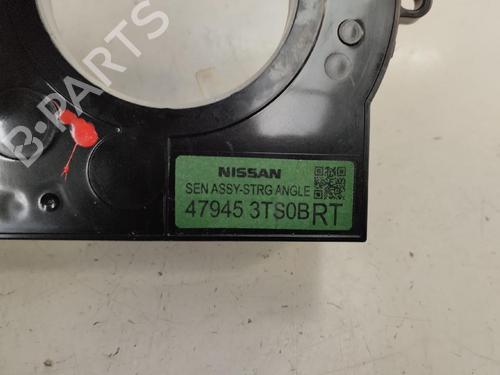 B-PARTS
NISSAN
SEN ASSY-STRG ANGLE
47945 3TS0B RT